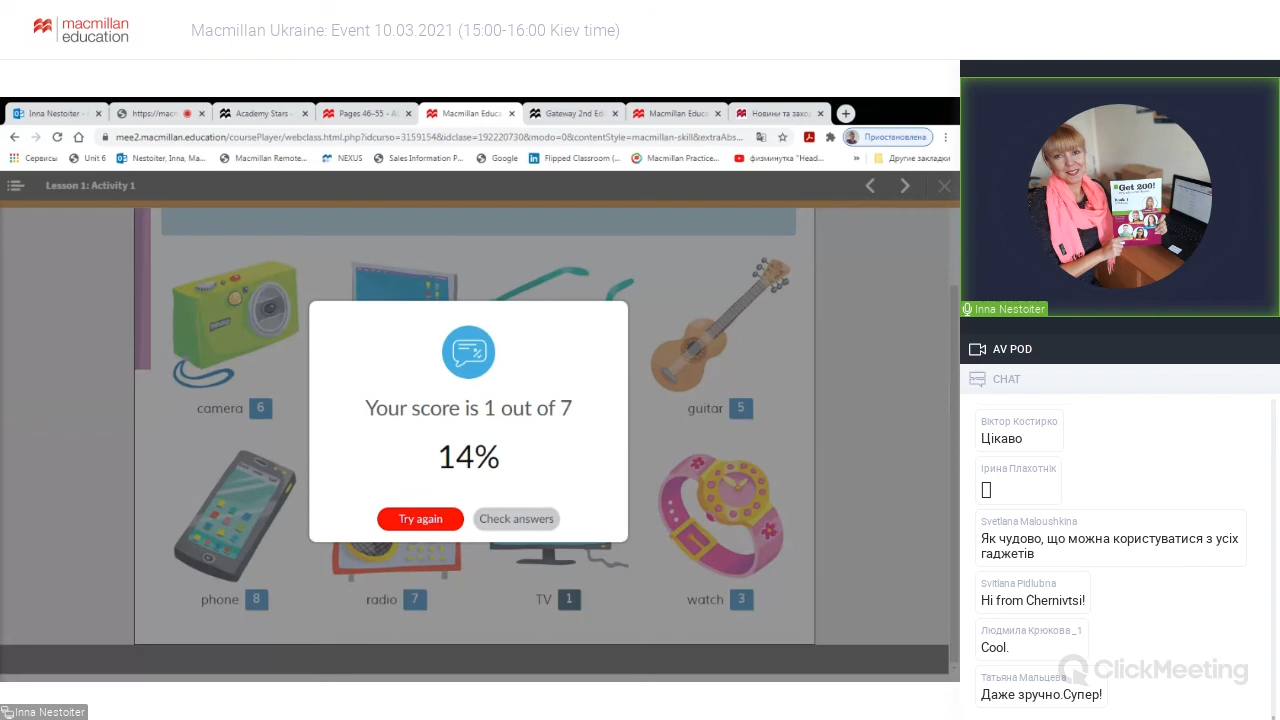 macmillan
education
Macmillan Ukraine: Event 10.03.2021 (15:00-16:00 Kiev time)
Inna Nestoiter -
https://macn
Academy Stars -
Pages 46–55 - A
Macmillan Educa
Gateway 2nd Ed
Macmillan Educ
Новини та захо
mee2.macmillan.education/coursePlayer/webclass.html.php?idcurso=3159154&idclase=192220730&modo=0&contentStyle=macmillan-skill&extraAbs...
Приостановлена
Сервисы
Unit 6
Nestoiter, Inna, Ma...
Macmillan Remote...
NEXUS
Sales Information P...
Google
Flipped Classroom (...
Macmillan Practice...
физминутка "Head...
»
Другие закладки
Lesson 1: Activity 1
camera 6
guitar 5
Your score is 1 out of 7
14%
Try again
Check answers
phone 8
radio 7
TV 1
watch 3
Inna Nestoiter
Get 200!
Inna Nestoiter
AV POD
CHAT
Віктор Костирко
Цікаво
Ірина Плахотнік
Svetlana Maloushkina
Як чудово, що можна користуватися з усіх
гаджетів
Svitlana Pidlubna
Hi from Chernivtsi!
Людмила Крюкова_1
Cool.
Татьяна Мальцева
Даже зручно.Супер!
ClickMeeting